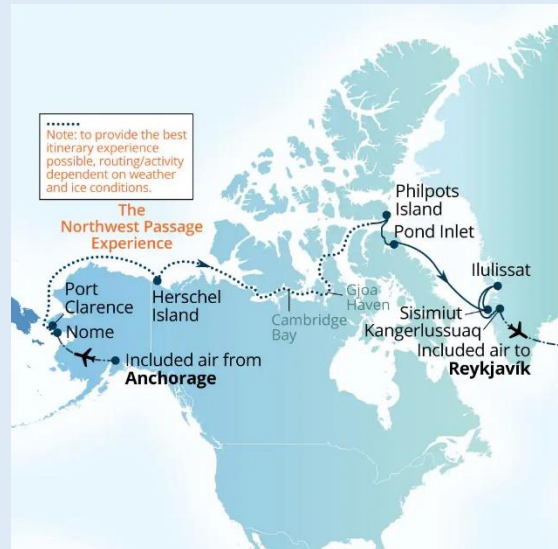 Note: to provide the best
itinerary experience
possible, routing/activity
dependent on weather
and ice conditions.
The
Northwest Passage
Experience
Philpots
Island
Pond Inlet
Ilulissat
Port
Clarence
Nome
Herschel
Island
Gjoa
Haven
Cambridge
Bay
Sisimiut
Kangerlussuaq
Included air from
Anchorage
Included air to
Reykjavík